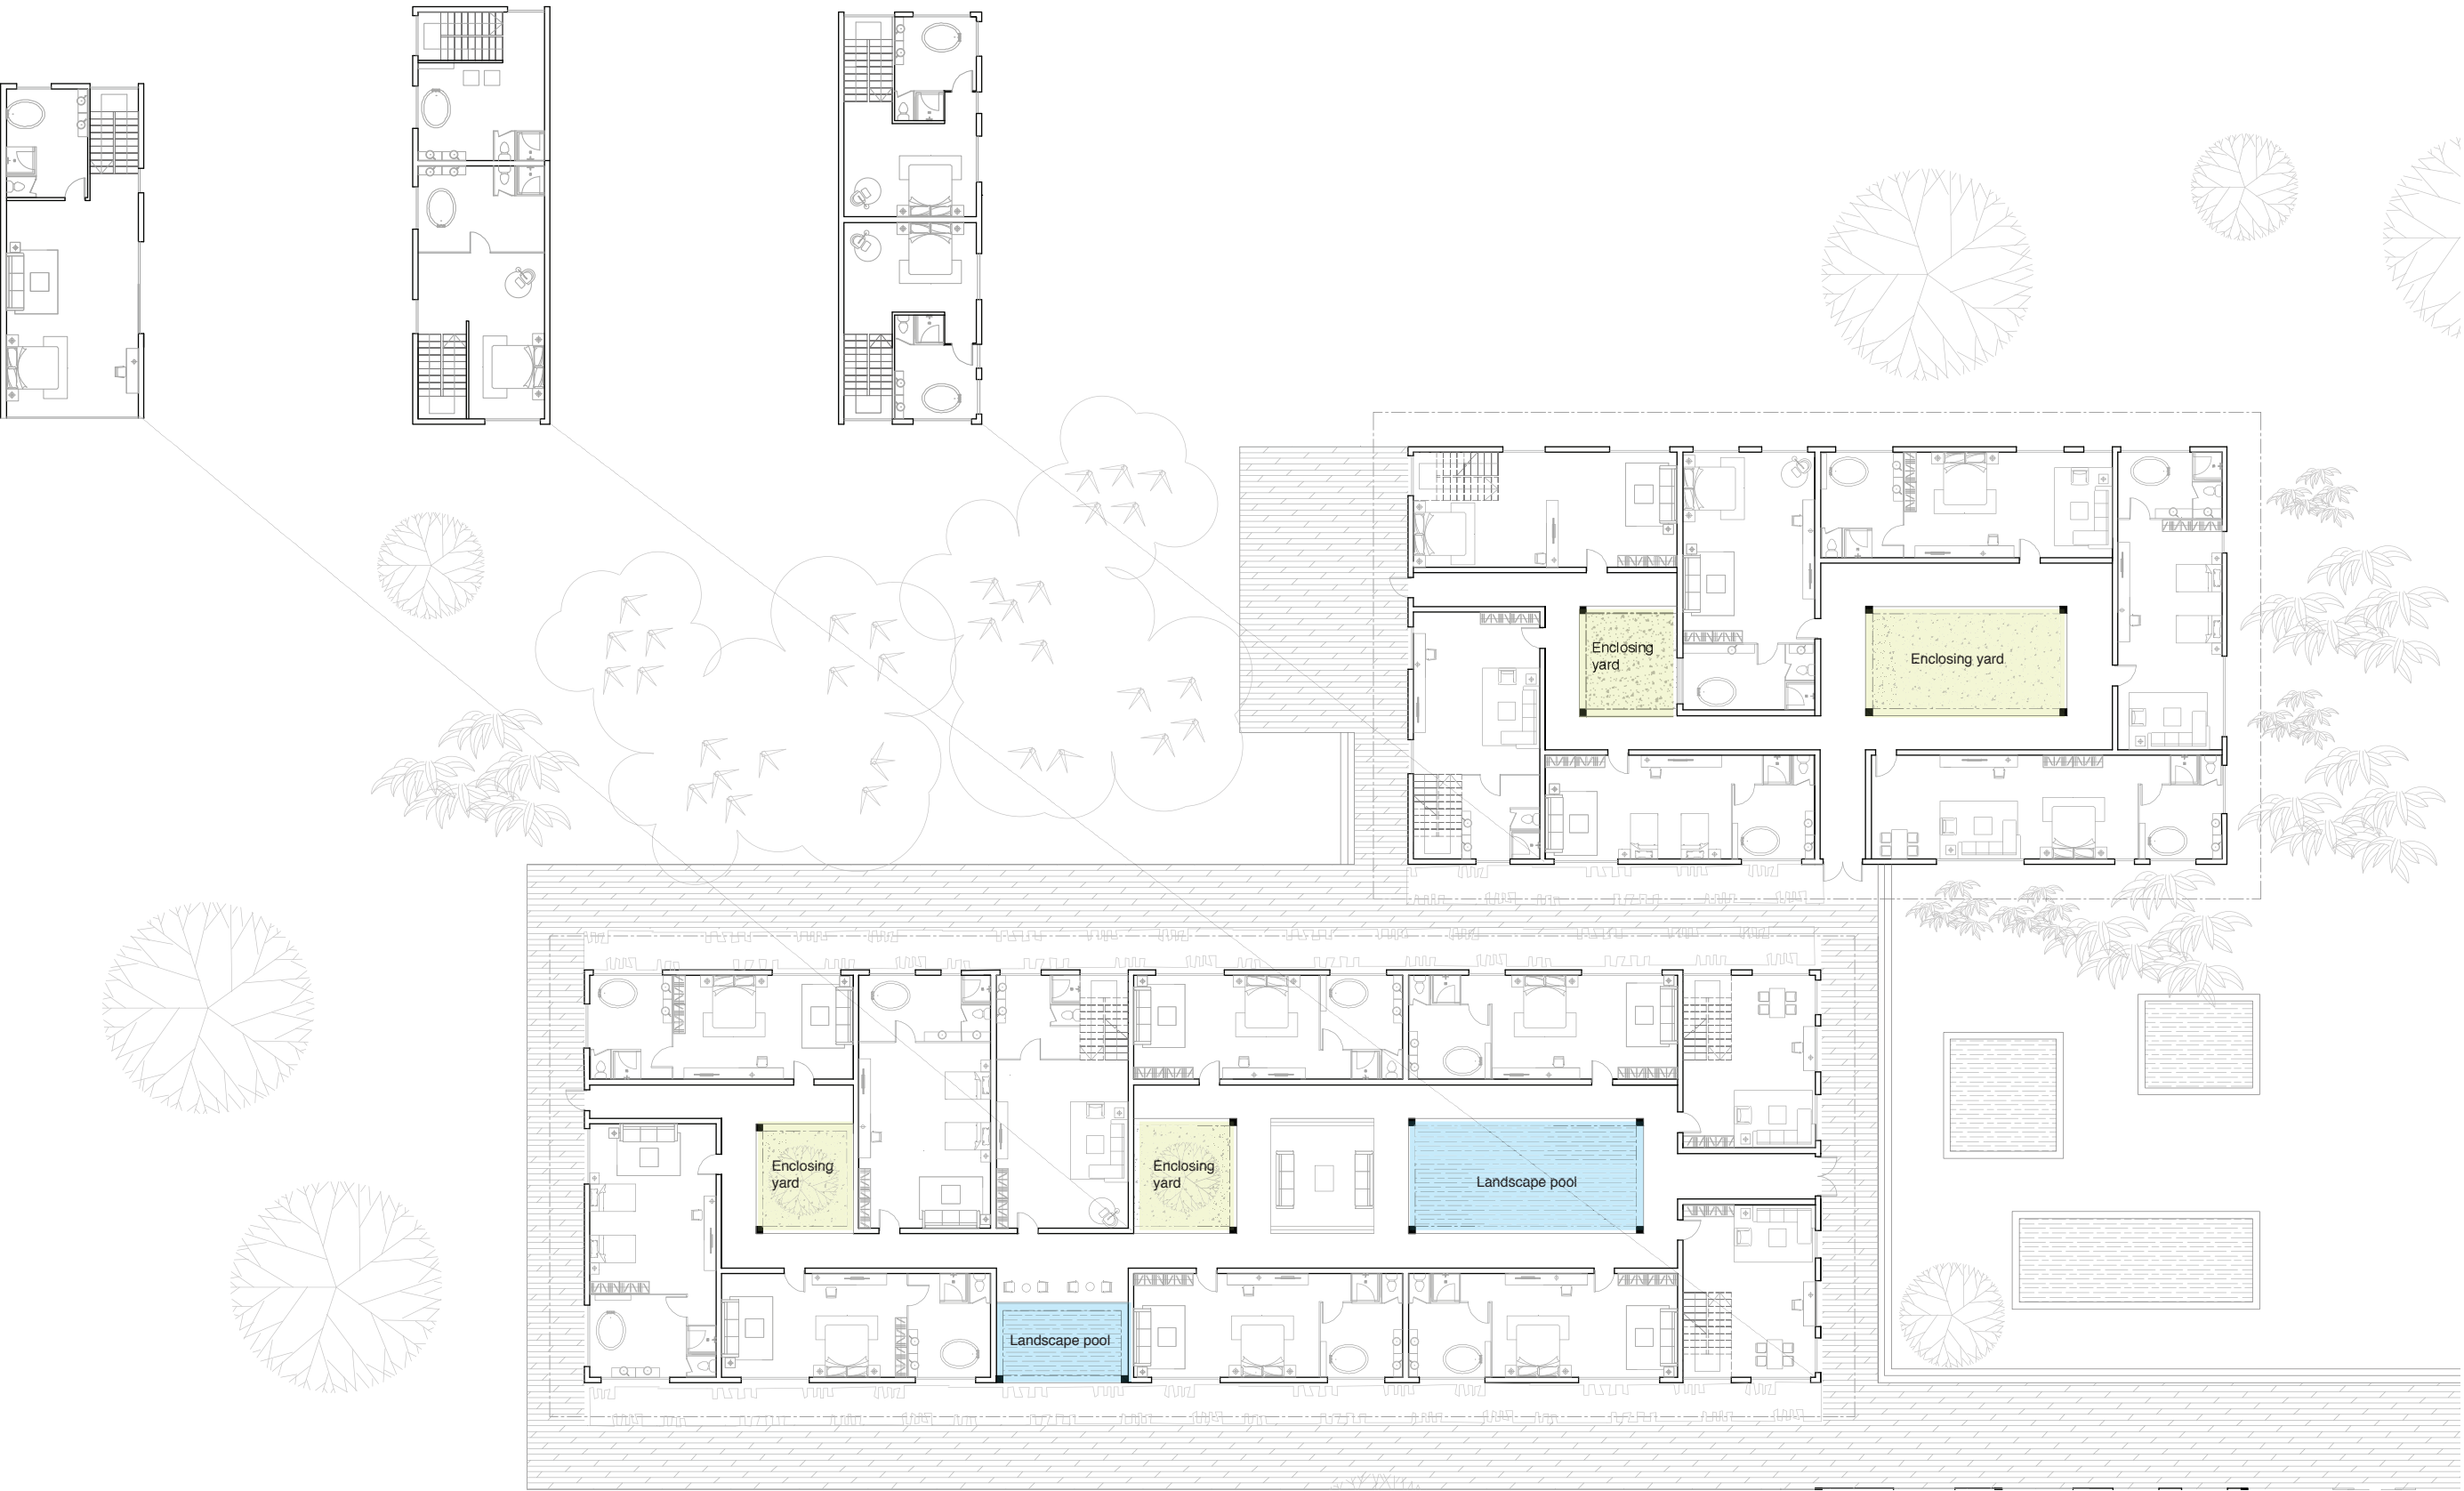 Enclosing
yard
Enclosing yard
Enclosing
yard
Enclosing
yard
Landscape pool
Landscape pool